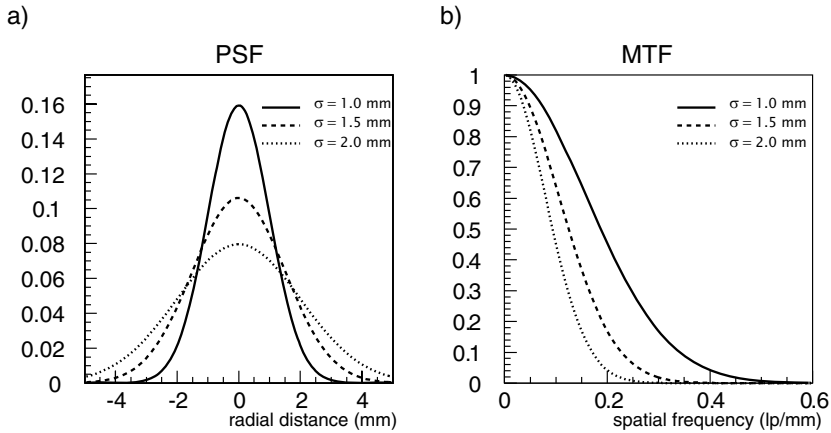 a)
PSF
0.16
0.14
0.12
0.1
0.08
0.06
0.04
0.02
0
-4
-2
0
2
4
radial distance (mm)
σ = 1.0 mm
σ = 1.5 mm
σ = 2.0 mm
b)
MTF
1
0.9
0.8
0.7
0.6
0.5
0.4
0.3
0.2
0.1
0
0
0.2
0.4
0.6
spatial frequency (lp/mm)
σ = 1.0 mm
σ = 1.5 mm
σ = 2.0 mm